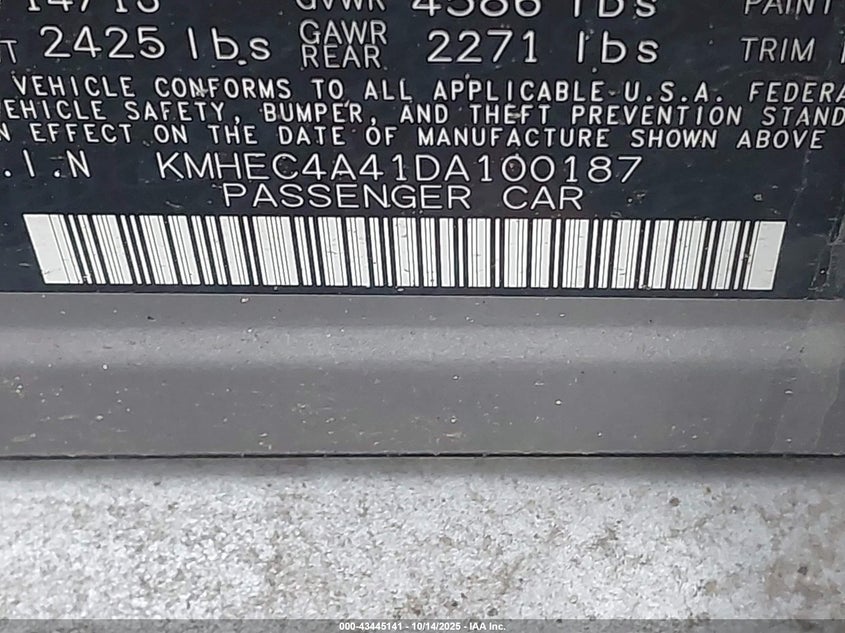 GVWR 4586 lbs PAINT
2425 lbs GAWR REAR 2271 lbs TRIM
VEHICLE CONFORMS TO ALL APPLICABLE U.S.A. FEDERA
VEHICLE SAFETY, BUMPER, AND THEFT PREVENTION STAND
N EFFECT ON THE DATE OF MANUFACTURE SHOWN ABOVE
.I.N KMHEC4A41DA100187
PASSENGER CAR
000-43445141 - 10/14/2025 - IAA Inc.